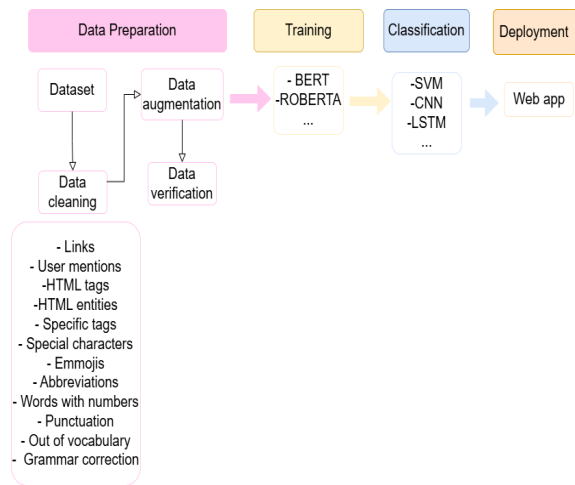 Data Preparation
Training
Classification
Deployment
Dataset
Data
cleaning
Data
augmentation
Data
verification
- BERT
-ROBERTA
...
-SVM
-CNN
-LSTM
...
Web app
- Links
- User mentions
-HTML tags
-HTML entities
- Specific tags
- Special characters
- Emmojis
- Abbreviations
- Words with numbers
- Punctuation
- Out of vocabulary
- Grammar correction